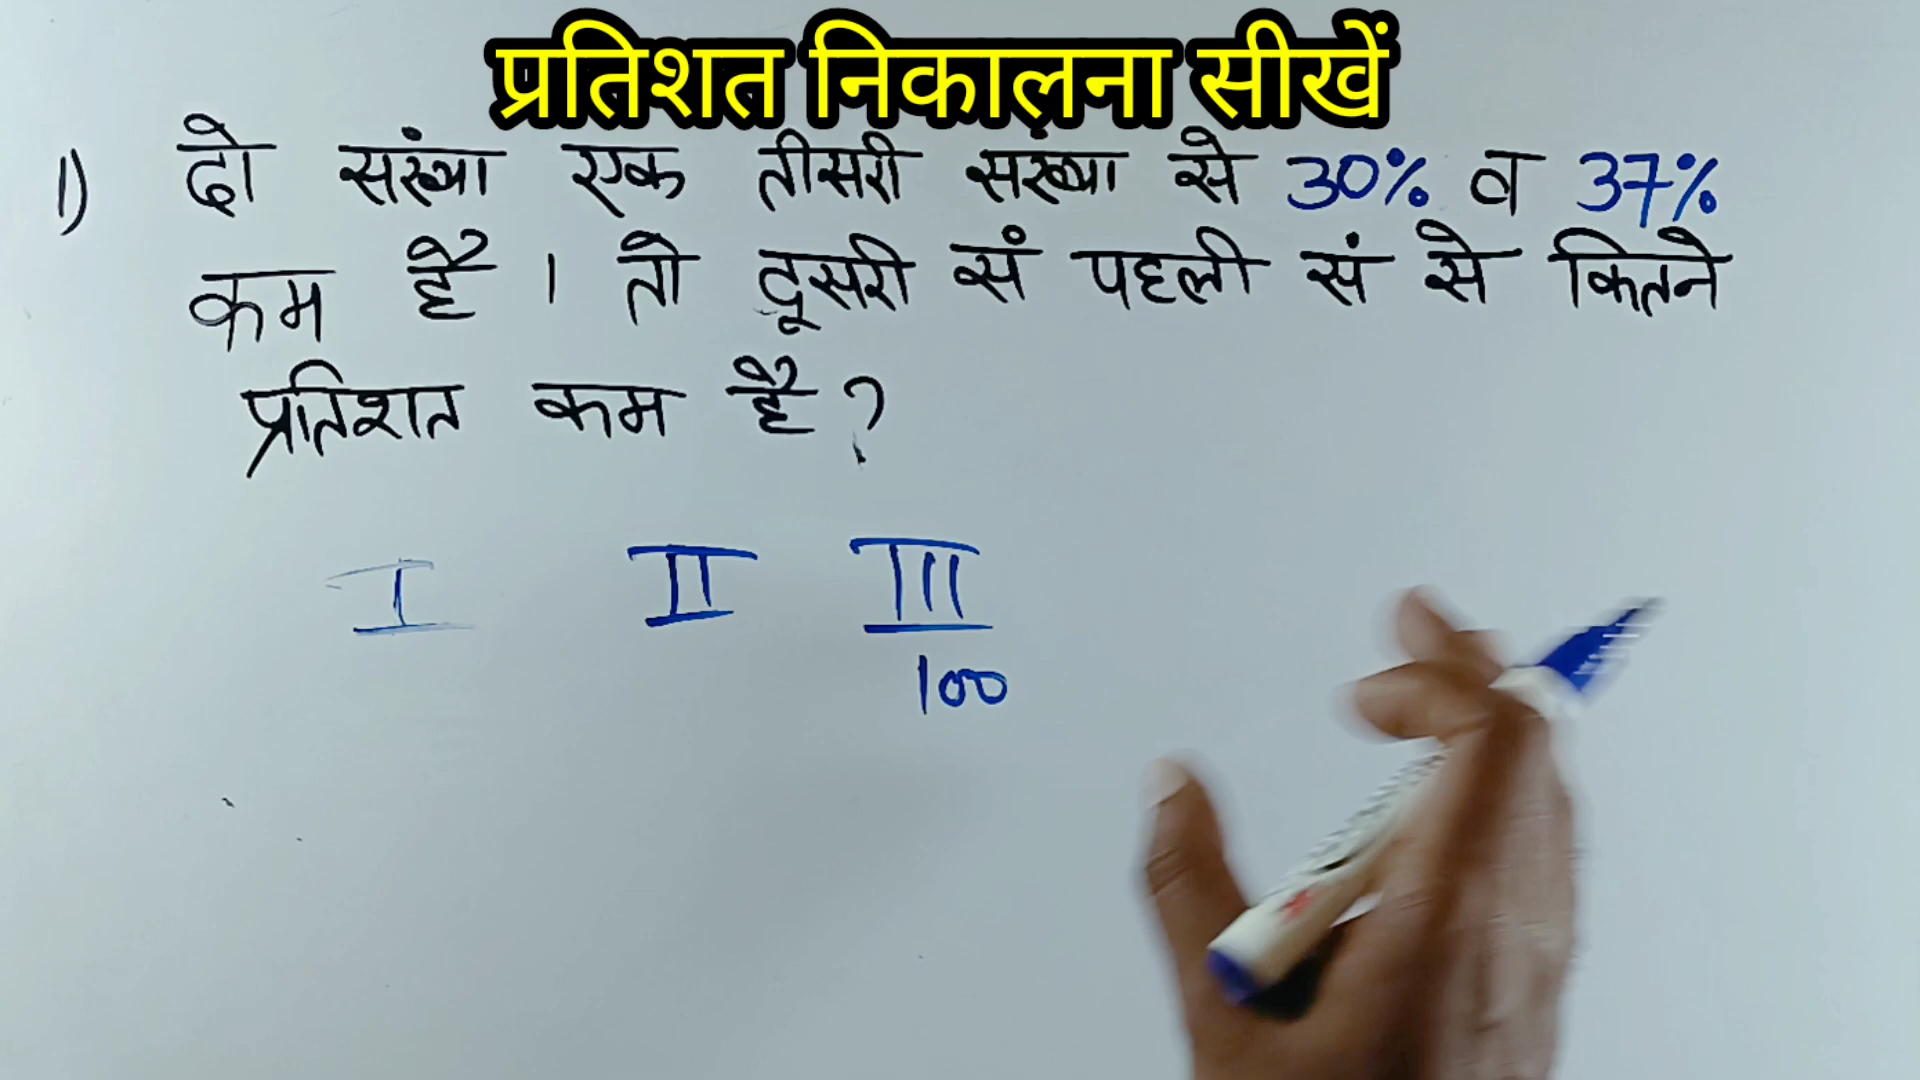 प्रतिशत निकालना सीखें
1) दो संख्या एक तीसरी संख्या से 30% व 37%
कम है । तो दूसरी सं पहली सं से कितने
प्रतिशत कम है ?
I II III
100